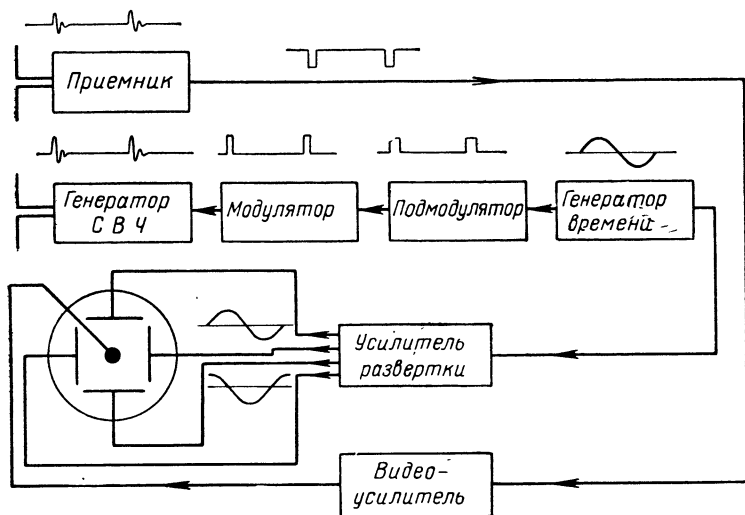 Приемник
Генератор
С В Ч
Модулятор
Подмодулятор
Генератор
времени
Усилитель
развертки
Видео-
усилитель